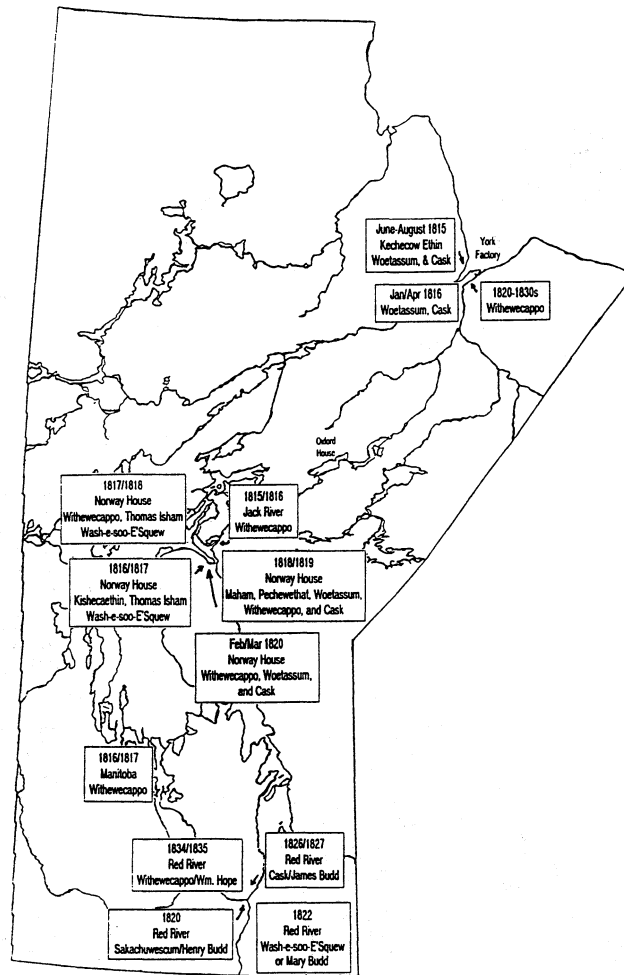 June-August 1815
Kechecow Ethin
Woetassum, & Cask
York
Factory
Jan/Apr 1816
Woetassum, Cask
1820-1830s
Withewecappo
Oxford
House
1817/1818
Norway House
Withewecappo, Thomas Isham
Wash-e-soo-E'Squew
1815/1816
Jack River
Withewecappo
1816/1817
Norway House
Kishecaethin, Thomas Isham
Wash-e-soo-E'Squew
1818/1819
Norway House
Maham, Pechewethat, Woetassum,
Withewecappo, and Cask
Feb/Mar 1820
Norway House
Withewecappo, Woetassum,
and Cask
1816/1817
Manitoba
Withewecappo
1834/1835
Red River
Withewecappo/Wm. Hope
1826/1827
Red River
Cask/James Budd
1820
Red River
Sakachuwescum/Henry Budd
1822
Red River
Wash-e-soo-E'Squew
or Mary Budd